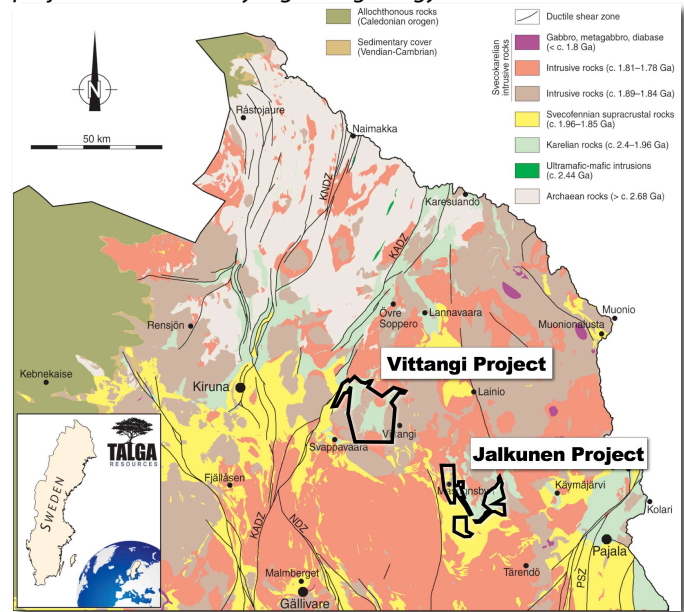 Allochthonous rocks
(Caledonian orogen)
Sedimentary cover
(Vendian-Cambrian)
Ductile shear zone
Svecokarelian
intrusive rocks
Gabbro, metagabbro, diabase
(< c. 1.8 Ga)
Intrusive rocks (c. 1.81–1.78 Ga)
Intrusive rocks (c. 1.89–1.84 Ga)
Svecofennian supracrustal rocks
(c. 1.96–1.85 Ga)
Karelian rocks (c. 2.4–1.96 Ga)
Ultramafic-mafic intrusions
(c. 2.44 Ga)
Archaean rocks (> c. 2.68 Ga)
N
50 km
Råstojaure
Naimakka
KNDZ
Karesuando
KADZ
Rensjön
Övre
Soppero
Lannavaara
Muonio
Muonionalusta
Vittangi Project
Kebnekaise
Kiruna
Lainio
Vittangi
Svappavaara
Jalkunen Project
TALGA
RESOURCES
SWEDEN
Fjällåsen
Käymäjärvi
Kolari
KADZ
NDZ
Pajala
PSZ
Tärendö
Malmberget
Gällivare